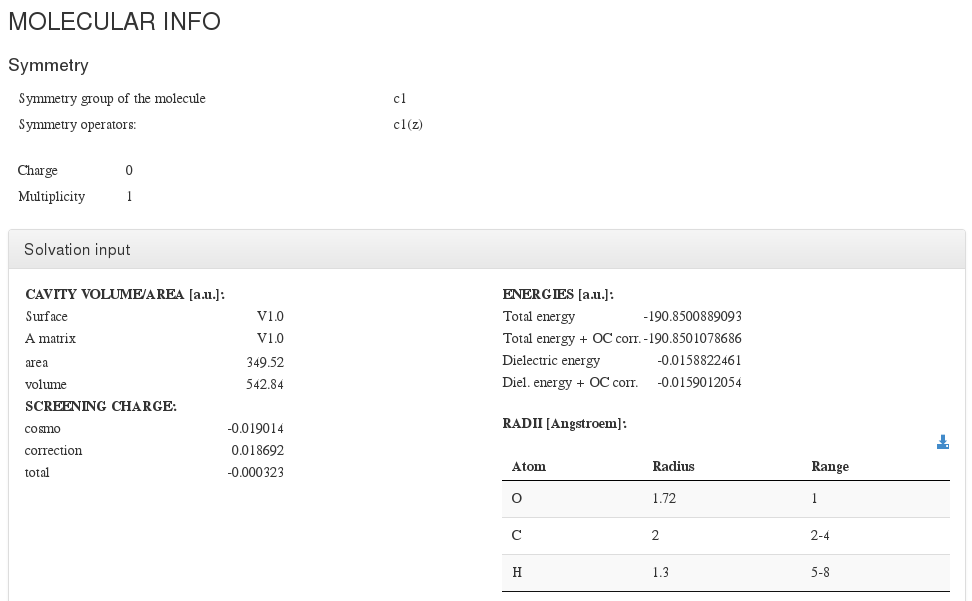 MOLECULAR INFO
Symmetry
Symmetry group of the molecule c1
Symmetry operators: c1(z)
Charge 0
Multiplicity 1
Solvation input
CAVITY VOLUME/AREA [a.u.]:
Surface V1.0
A matrix V1.0
area 349.52
volume 542.84
SCREENING CHARGE:
cosmo -0.019014
correction 0.018692
total -0.000323
ENERGIES [a.u.]:
Total energy -190.8500889093
Total energy + OC corr. -190.8501078686
Dielectric energy -0.0158822461
Diel. energy + OC corr. -0.0159012054
RADII [Angstroem]:
Atom Radius Range
O 1.72 1
C 2 2-4
H 1.3 5-8